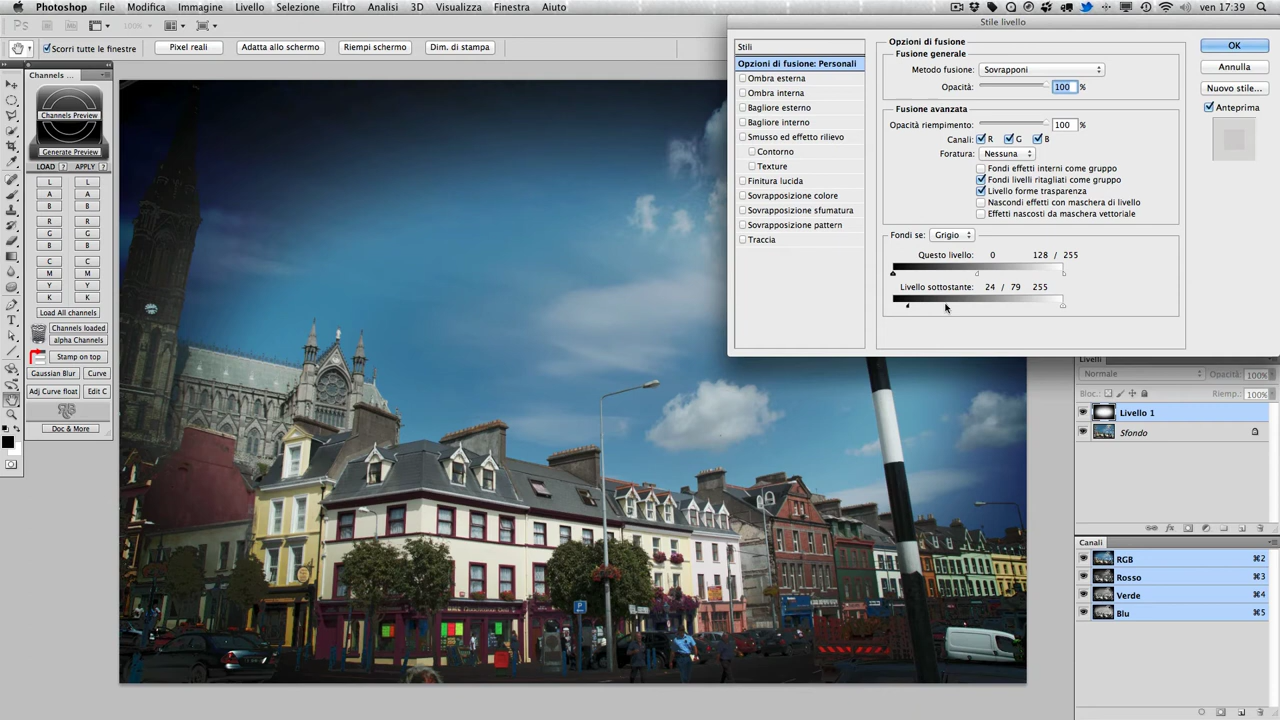 Photoshop File Modifica Immagine Livello Selezione Filtro Analisi 3D Visualizza Finestra Aiuto
ven 17:39
Ps 100%
Scorri tutte le finestre Pixel reali Adatta allo schermo Riempi schermo Dim. di stampa
Channels ...
Channels Preview
Generate Preview
LOAD ? APPLY ?
L L
A A
B B
R R
G G
B B
C C
M M
Y Y
K K
Load All channels
Channels loaded
alpha Channels
Stamp on top
Gaussian Blur Curve
Adj Curve float Edit C
Doc & More
Stile livello
Stili
Opzioni di fusione: Personali
Ombra esterna
Ombra interna
Bagliore esterno
Bagliore interno
Smusso ed effetto rilievo
Contorno
Texture
Finitura lucida
Sovrapposizione colore
Sovrapposizione sfumatura
Sovrapposizione pattern
Traccia
Opzioni di fusione
Fusione generale
Metodo fusione: Sovrapponi
Opacità: 100 %
Fusione avanzata
Opacità riempimento: 100 %
Canali: R G B
Foratura: Nessuna
Fondi effetti interni come gruppo
Fondi livelli ritagliati come gruppo
Livello forme trasparenza
Nascondi effetti con maschera di livello
Effetti nascosti da maschera vettoriale
Fondi se: Grigio
Questo livello: 0 128 / 255
Livello sottostante: 24 / 79 255
OK
Annulla
Nuovo stile...
Anteprima
Livelli
Normale Opacità: 100%
Bloc.: Riemp.: 100%
Livello 1
Sfondo
Canali
RGB ⌘2
Rosso ⌘3
Verde ⌘4
Blu ⌘5
P